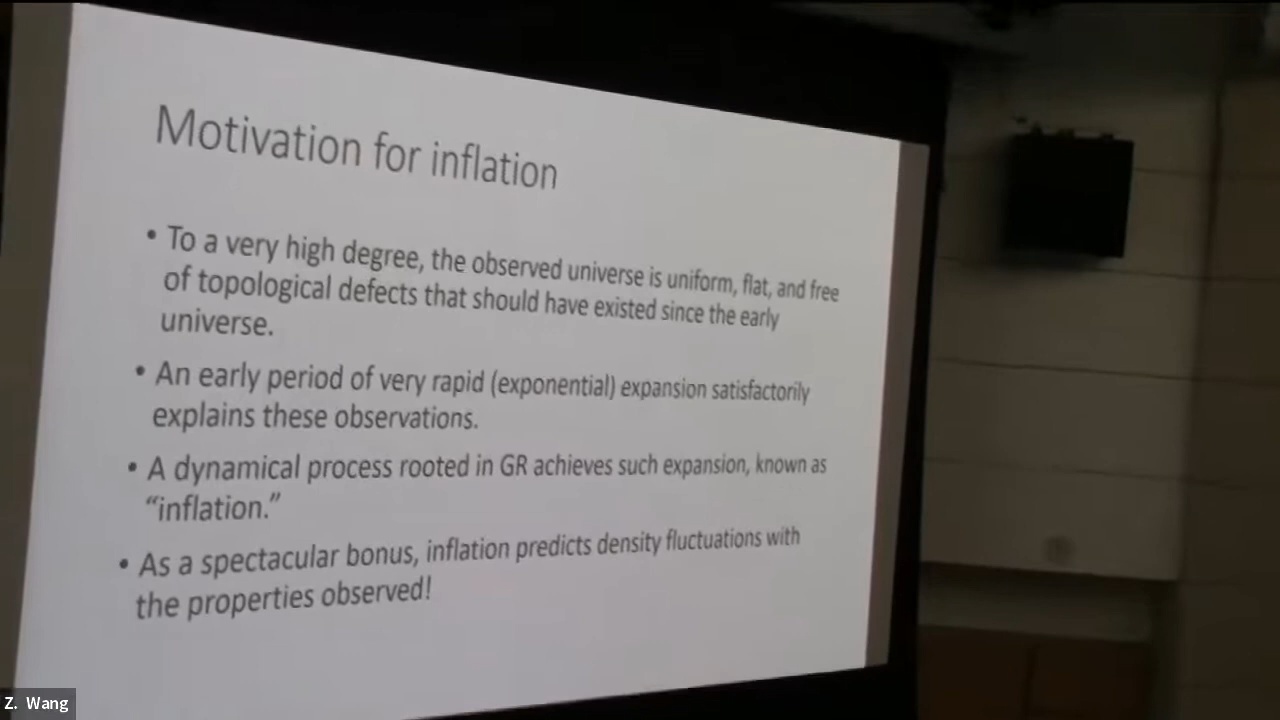 Motivation for inflation
• To a very high degree, the observed universe is uniform, flat, and free
of topological defects that should have existed since the early
universe.
• An early period of very rapid (exponential) expansion satisfactorily
explains these observations.
• A dynamical process rooted in GR achieves such expansion, known as
“inflation.”
• As a spectacular bonus, inflation predicts density fluctuations with
the properties observed!
Z. Wang